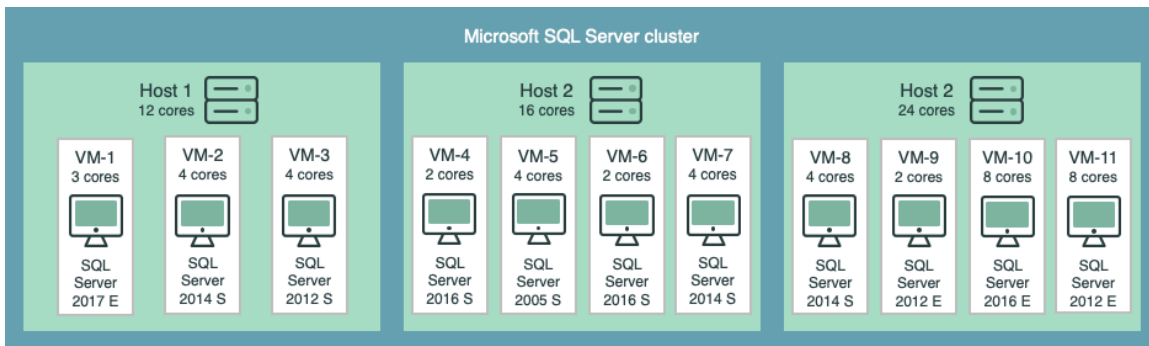 Microsoft SQL Server cluster
Host 1
12 cores
VM-1
3 cores
SQL
Server
2017 E
VM-2
4 cores
SQL
Server
2014 S
VM-3
4 cores
SQL
Server
2012 S
Host 2
16 cores
VM-4
2 cores
SQL
Server
2016 S
VM-5
4 cores
SQL
Server
2005 S
VM-6
2 cores
SQL
Server
2016 S
VM-7
4 cores
SQL
Server
2014 S
Host 2
24 cores
VM-8
4 cores
SQL
Server
2014 S
VM-9
2 cores
SQL
Server
2012 E
VM-10
8 cores
SQL
Server
2016 E
VM-11
8 cores
SQL
Server
2012 E